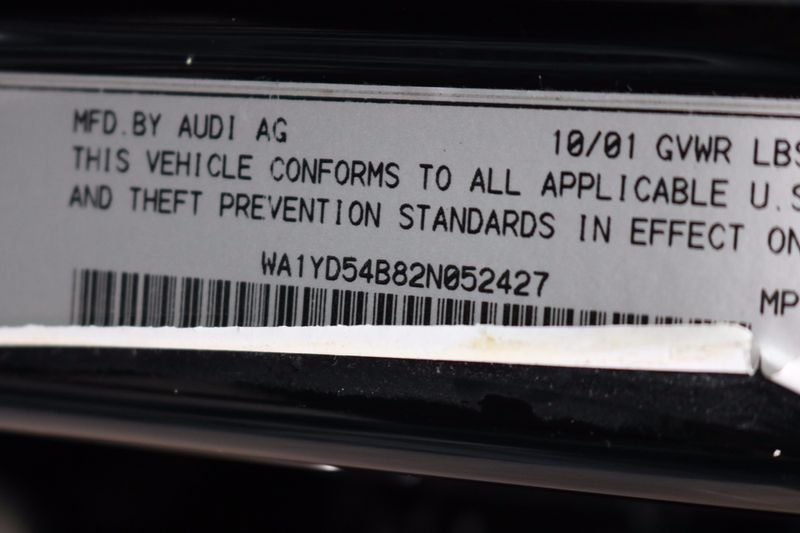 MFD.BY AUDI AG 10/01 GVWR LBS
THIS VEHICLE CONFORMS TO ALL APPLICABLE U.S
AND THEFT PREVENTION STANDARDS IN EFFECT ON
WA1YD54B82N052427
MP